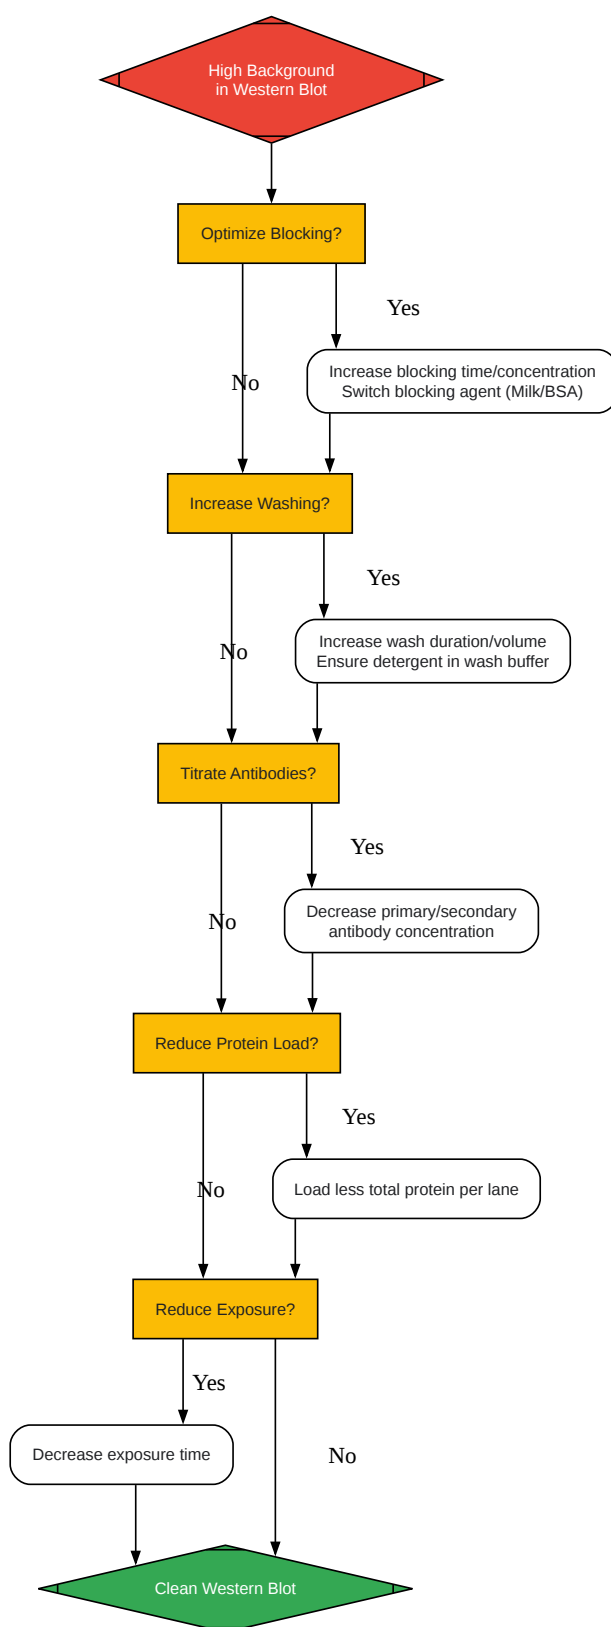 High Background
in Western Blot
Optimize Blocking?
Yes
Increase blocking time/concentration
Switch blocking agent (Milk/BSA)
No
Increase Washing?
Yes
Increase wash duration/volume
Ensure detergent in wash buffer
No
Titrate Antibodies?
Yes
Decrease primary/secondary
antibody concentration
No
Reduce Protein Load?
Yes
Load less total protein per lane
No
Reduce Exposure?
Yes
Decrease exposure time
No
Clean Western Blot